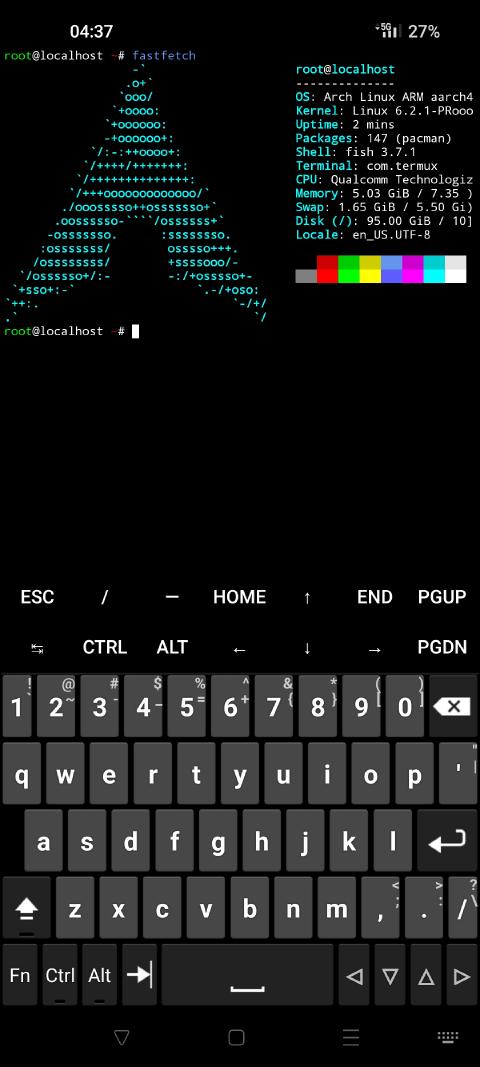 04:37 5G 27%
root@localhost ~# fastfetch
-`
.o+`
`ooo/
`+oooo:
`+oooooo:
-+oooooo+:
`/:-:++oooo+:
`/++++/+++++++:
`/++++++++++++++:
`/+++ooooooooooooo/`
./ooosssso++osssssso+`
.oossssso-````/ossssss+`
-osssssso. :ssssssso.
:osssssss/ osssso+++.
/ossssssss/ +ssssooo/-
`/ossssso+/:- -:/+osssso+-
`+sso+:-` `.-/+oso:
`++:. `-/+/
.` `/
root@localhost
--------------
OS: Arch Linux ARM aarch4
Kernel: Linux 6.2.1-PRooo
Uptime: 2 mins
Packages: 147 (pacman)
Shell: fish 3.7.1
Terminal: com.termux
CPU: Qualcomm Technologiz
Memory: 5.03 GiB / 7.35 )
Swap: 1.65 GiB / 5.50 Gi)
Disk (/): 95.00 GiB / 10]
Locale: en_US.UTF-8
root@localhost ~#
ESC / — HOME ↑ END PGUP
↹ CTRL ALT ← ↓ → PGDN
! @ # $ % ^ & * ( )
1 2 3 4 5 6 7 8 9 0
` ~ - _ = + { } [ ]
q w e r t y u i o p ' " |
a s d f g h j k l
z x c v b n m , < ; . > : / ? \
Fn Ctrl Alt